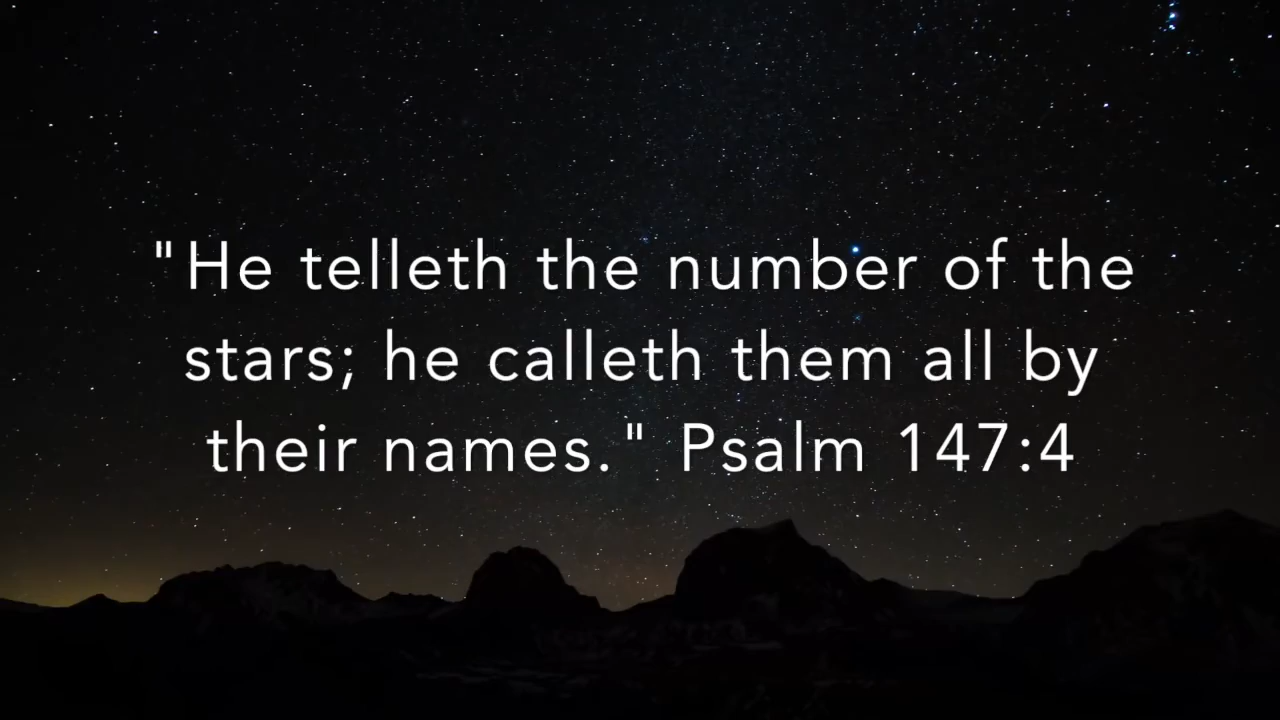 "He telleth the number of the
stars; he calleth them all by
their names." Psalm 147:4